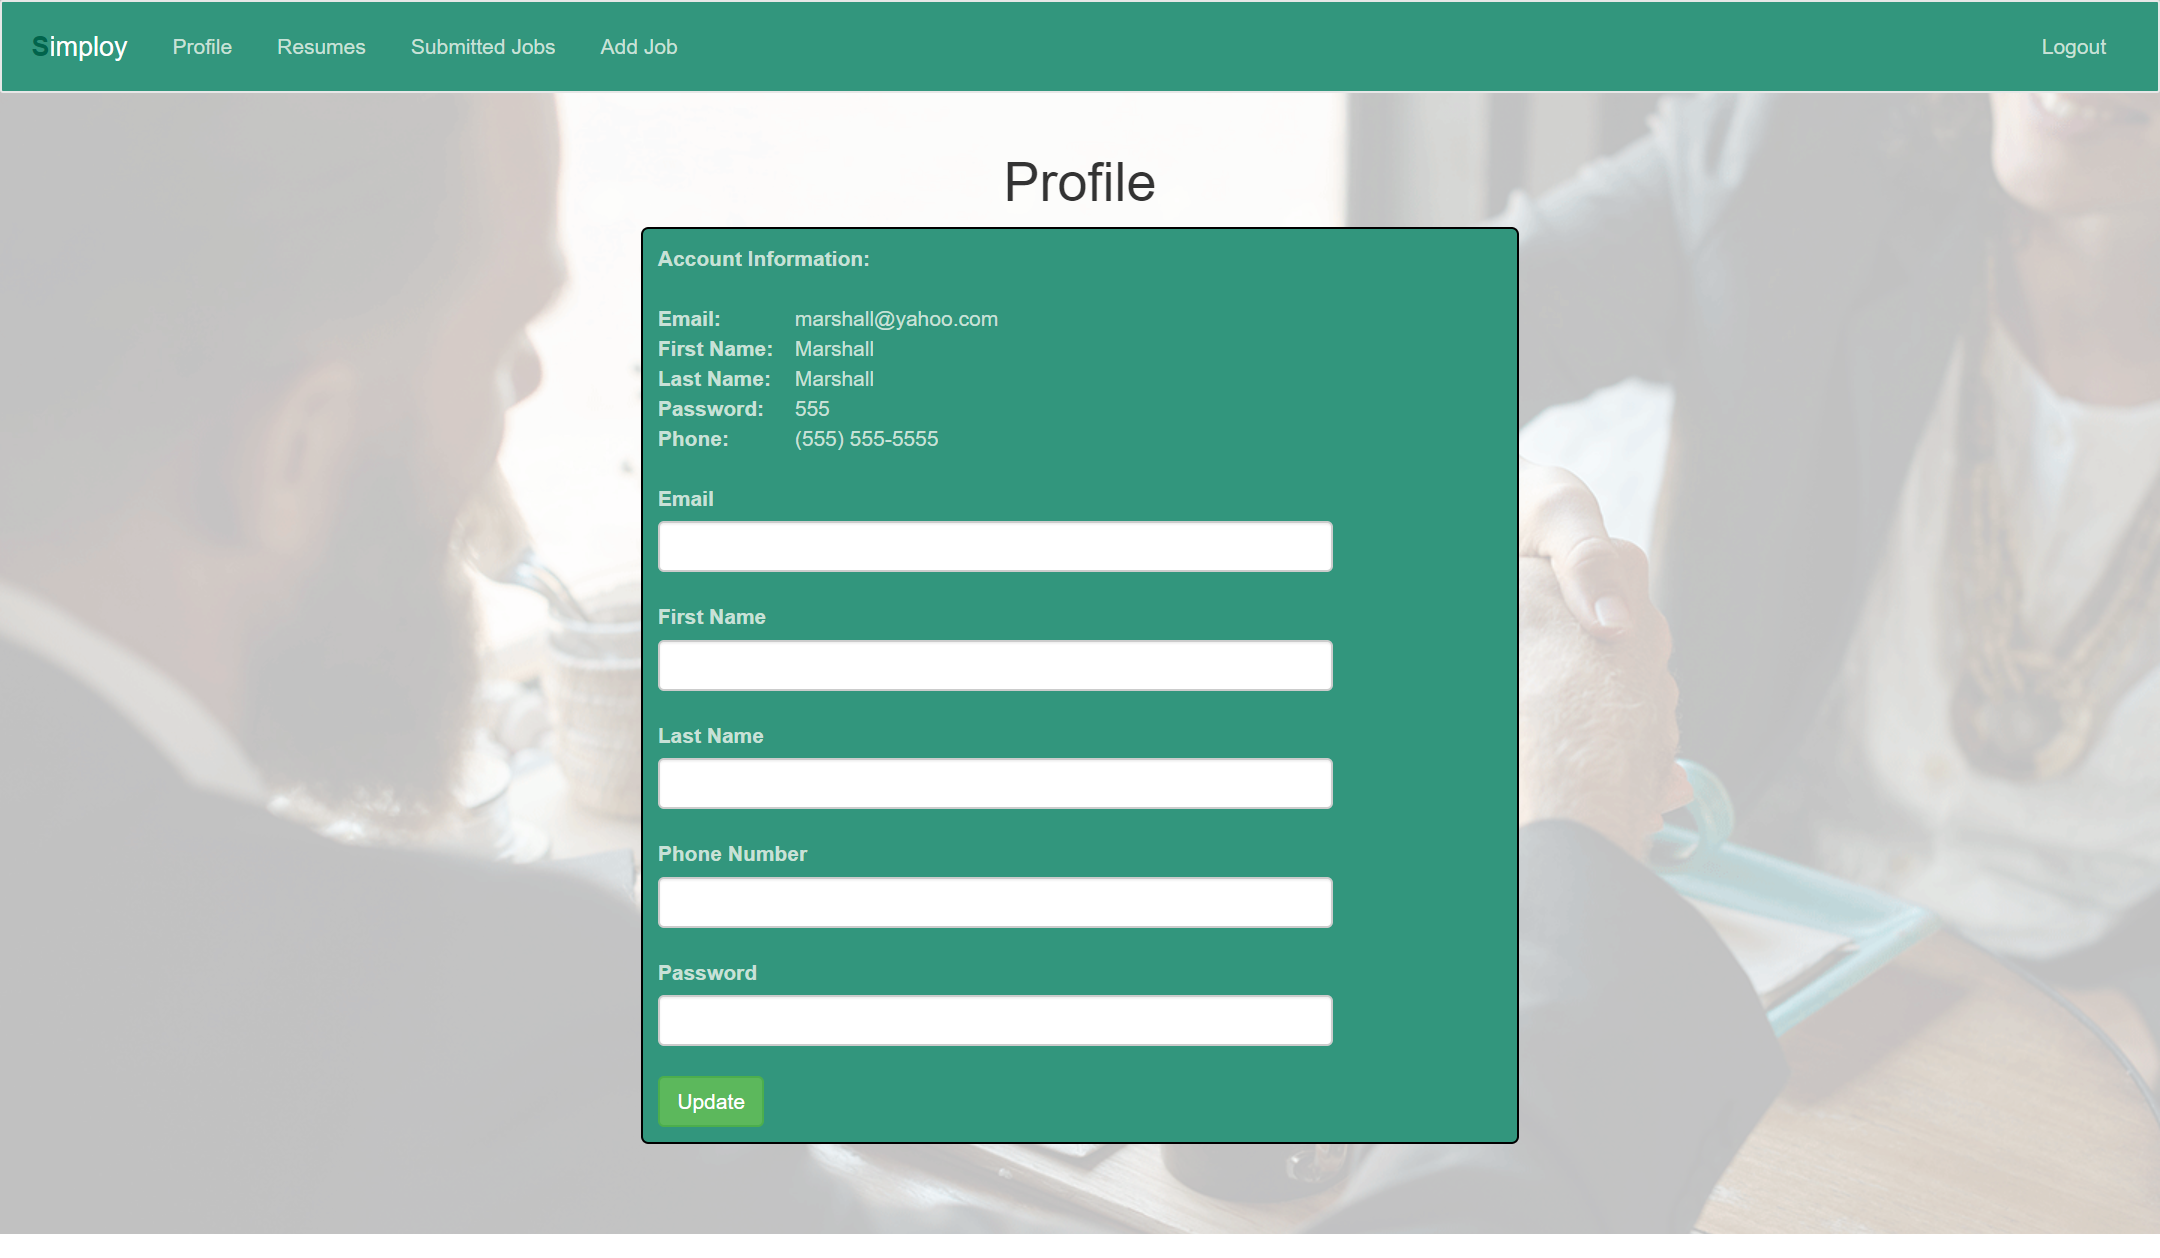 Simploy Profile Resumes Submitted Jobs Add Job Logout
Profile
Account Information:
Email: marshall@yahoo.com
First Name: Marshall
Last Name: Marshall
Password: 555
Phone: (555) 555-5555
Email
First Name
Last Name
Phone Number
Password
Update